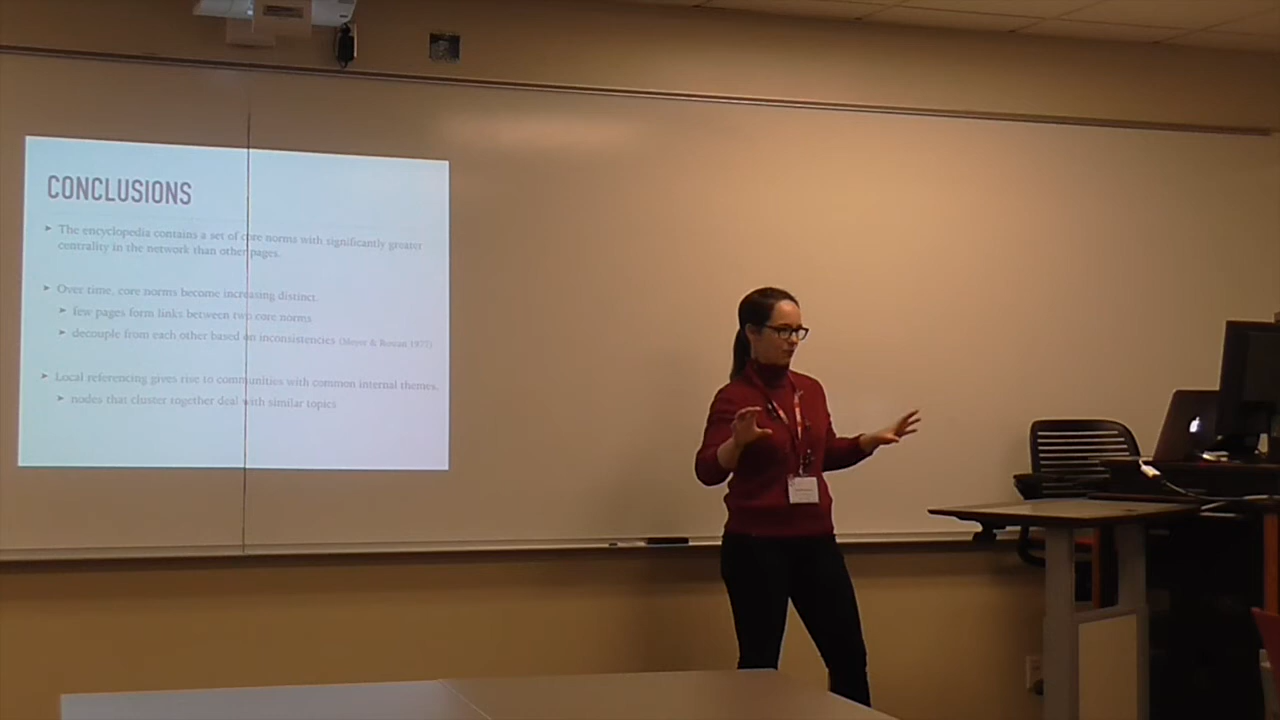 CONCLUSIONS
➤ The encyclopedia contains a set of core norms with significantly greater
centrality in the network than other pages.
➤ Over time, core norms become increasing distinct.
➤ few pages form links between two core norms
➤ decouple from each other based on inconsistencies (Meyer & Rowan 1977)
➤ Local referencing gives rise to communities with common internal themes.
➤ nodes that cluster together deal with similar topics